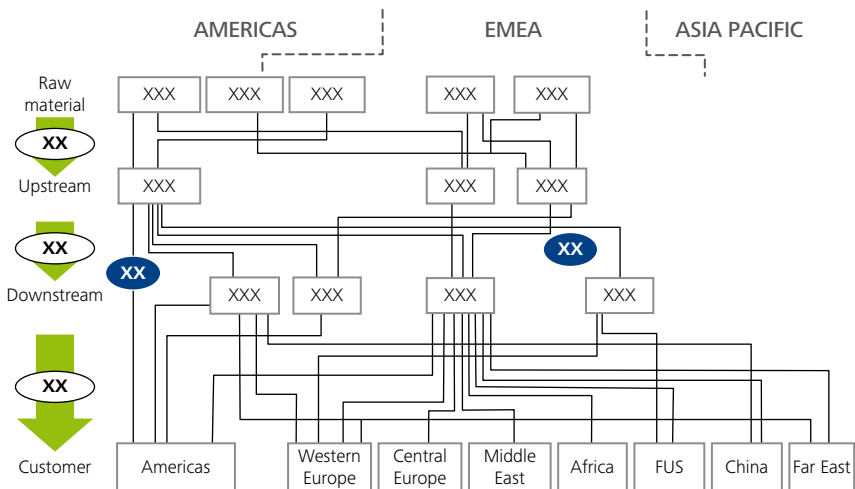 AMERICAS
EMEA
ASIA PACIFIC
Raw
material
XXX
XXX
XXX
XXX
XXX
XX
Upstream
XXX
XXX
XXX
XX
XX
XX
Downstream
XXX
XXX
XXX
XXX
XX
Customer
Americas
Western
Europe
Central
Europe
Middle
East
Africa
FUS
China
Far East